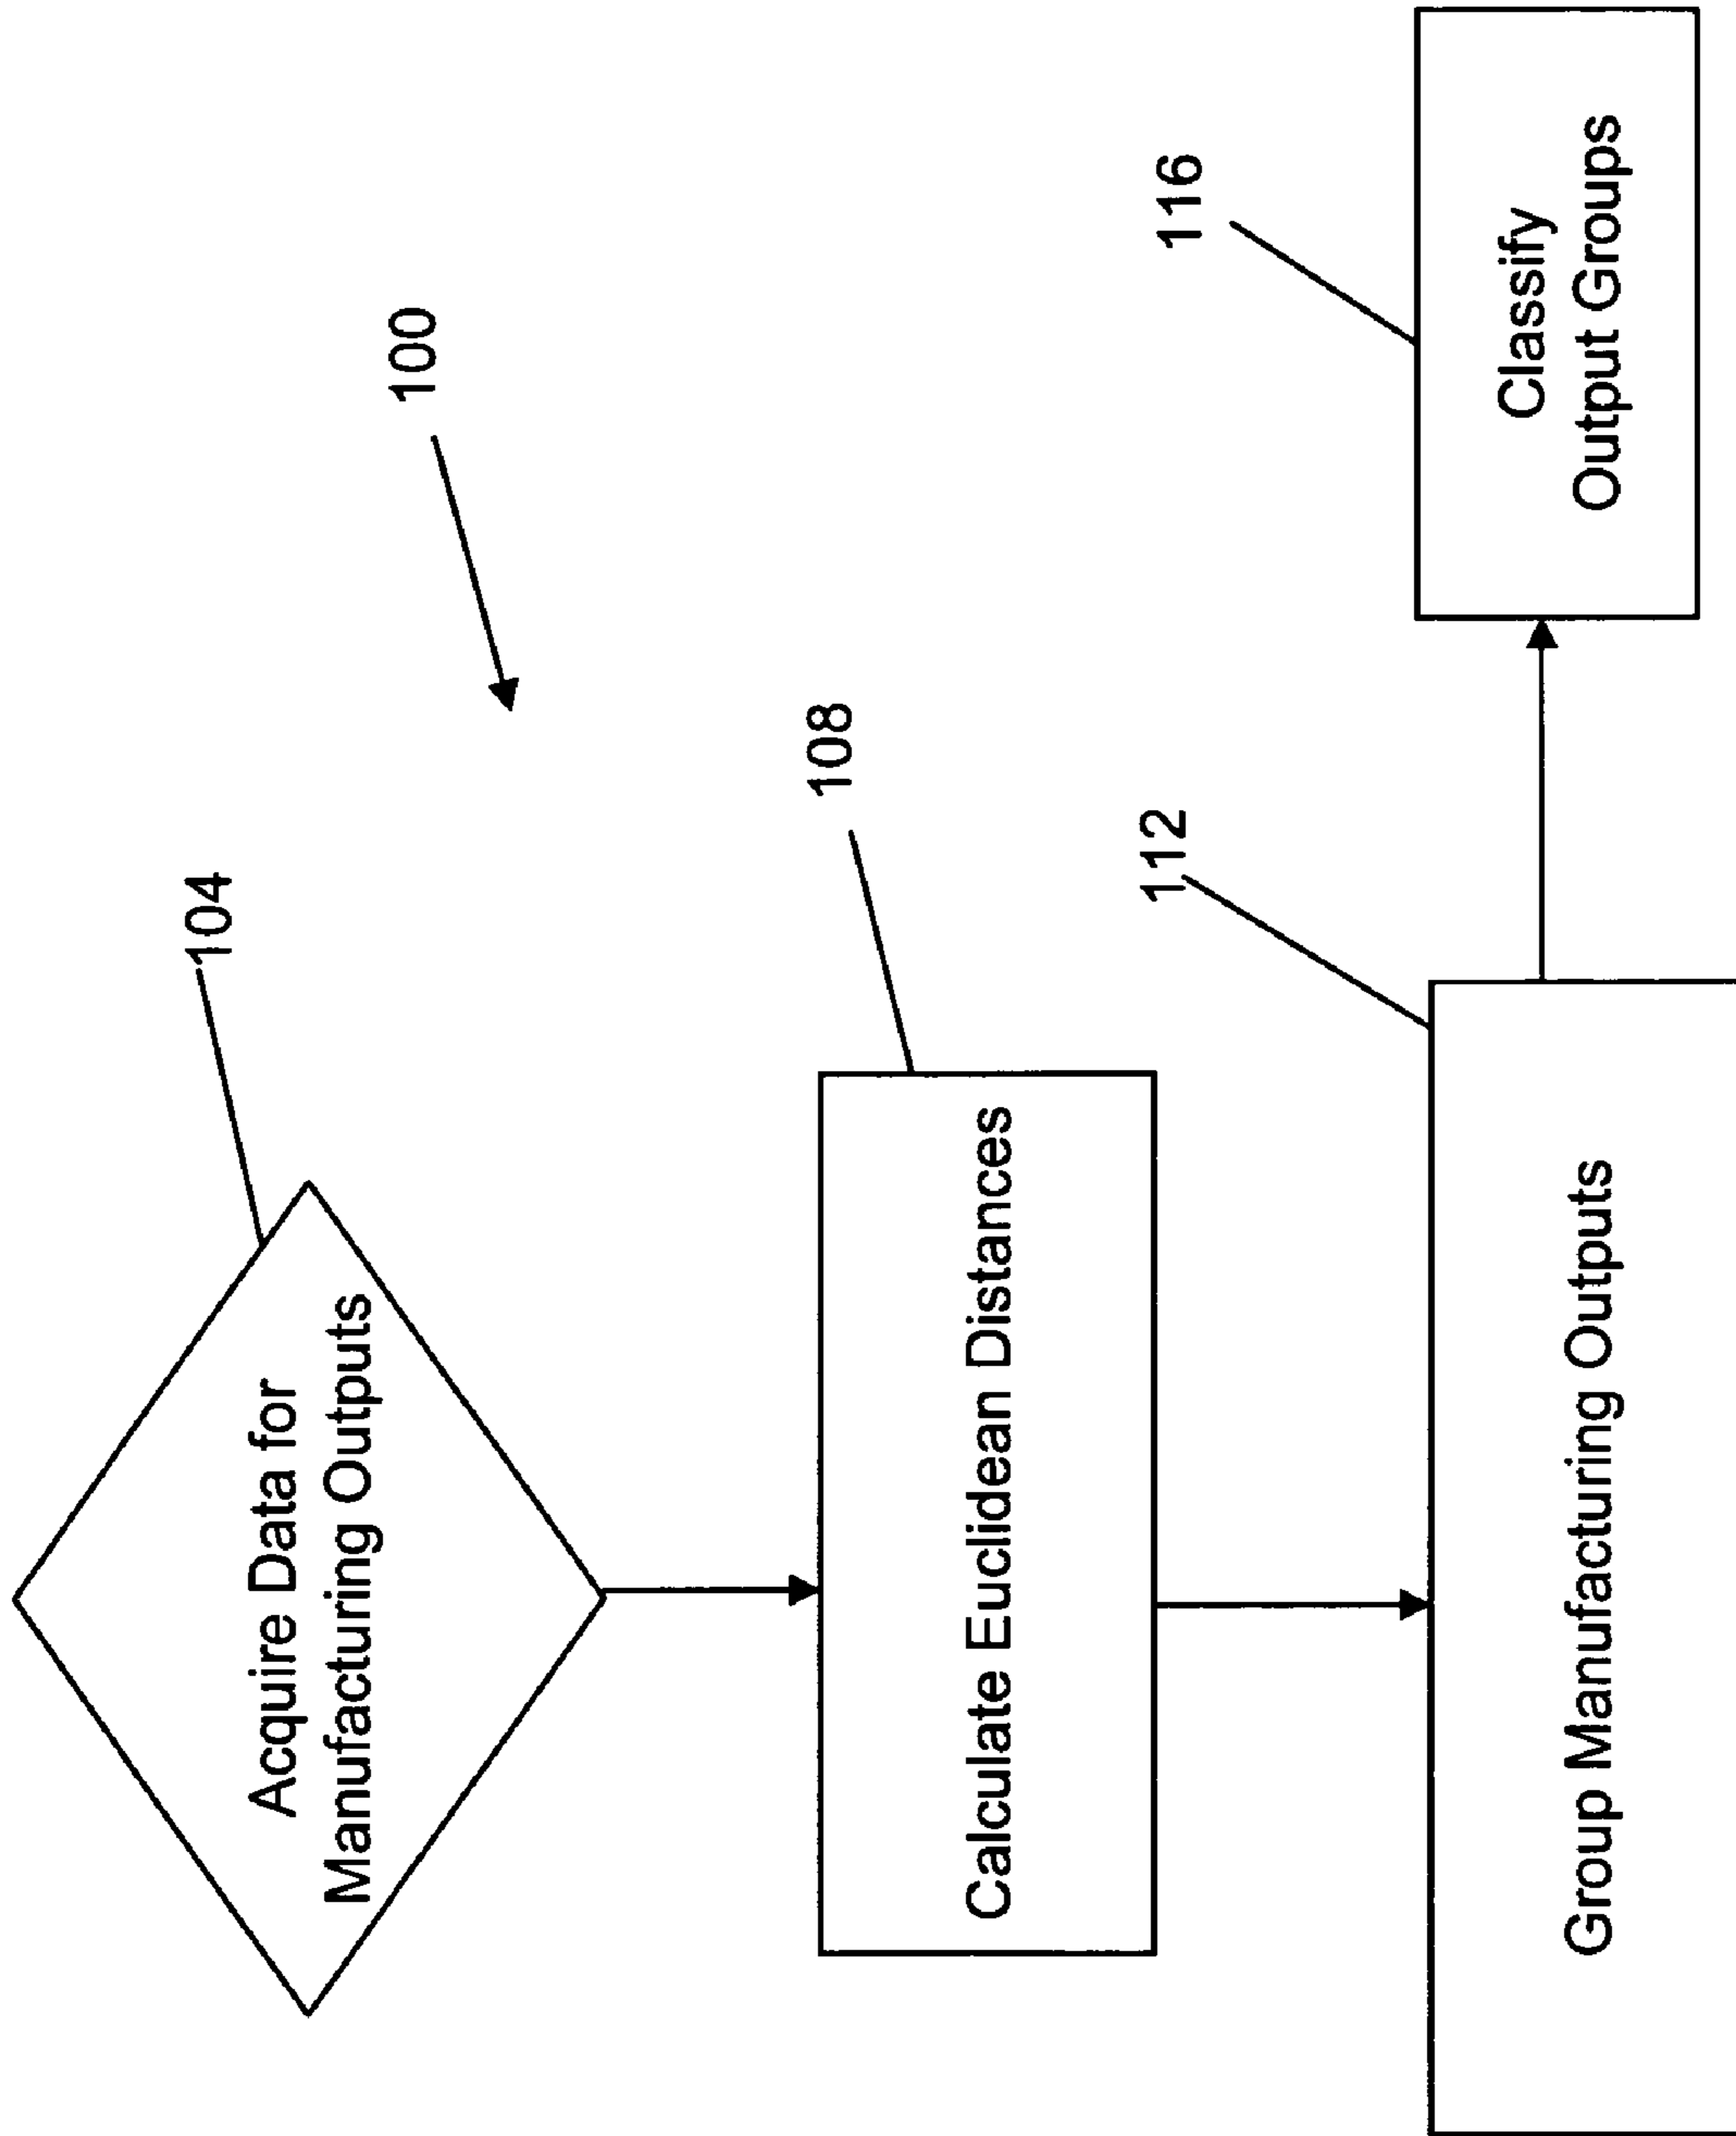 100
104
Acquire Data for
Manufacturing Outputs
108
Calculate Euclidean Distances
112
Group Manufacturing Outputs
116
Classify
Output Groups